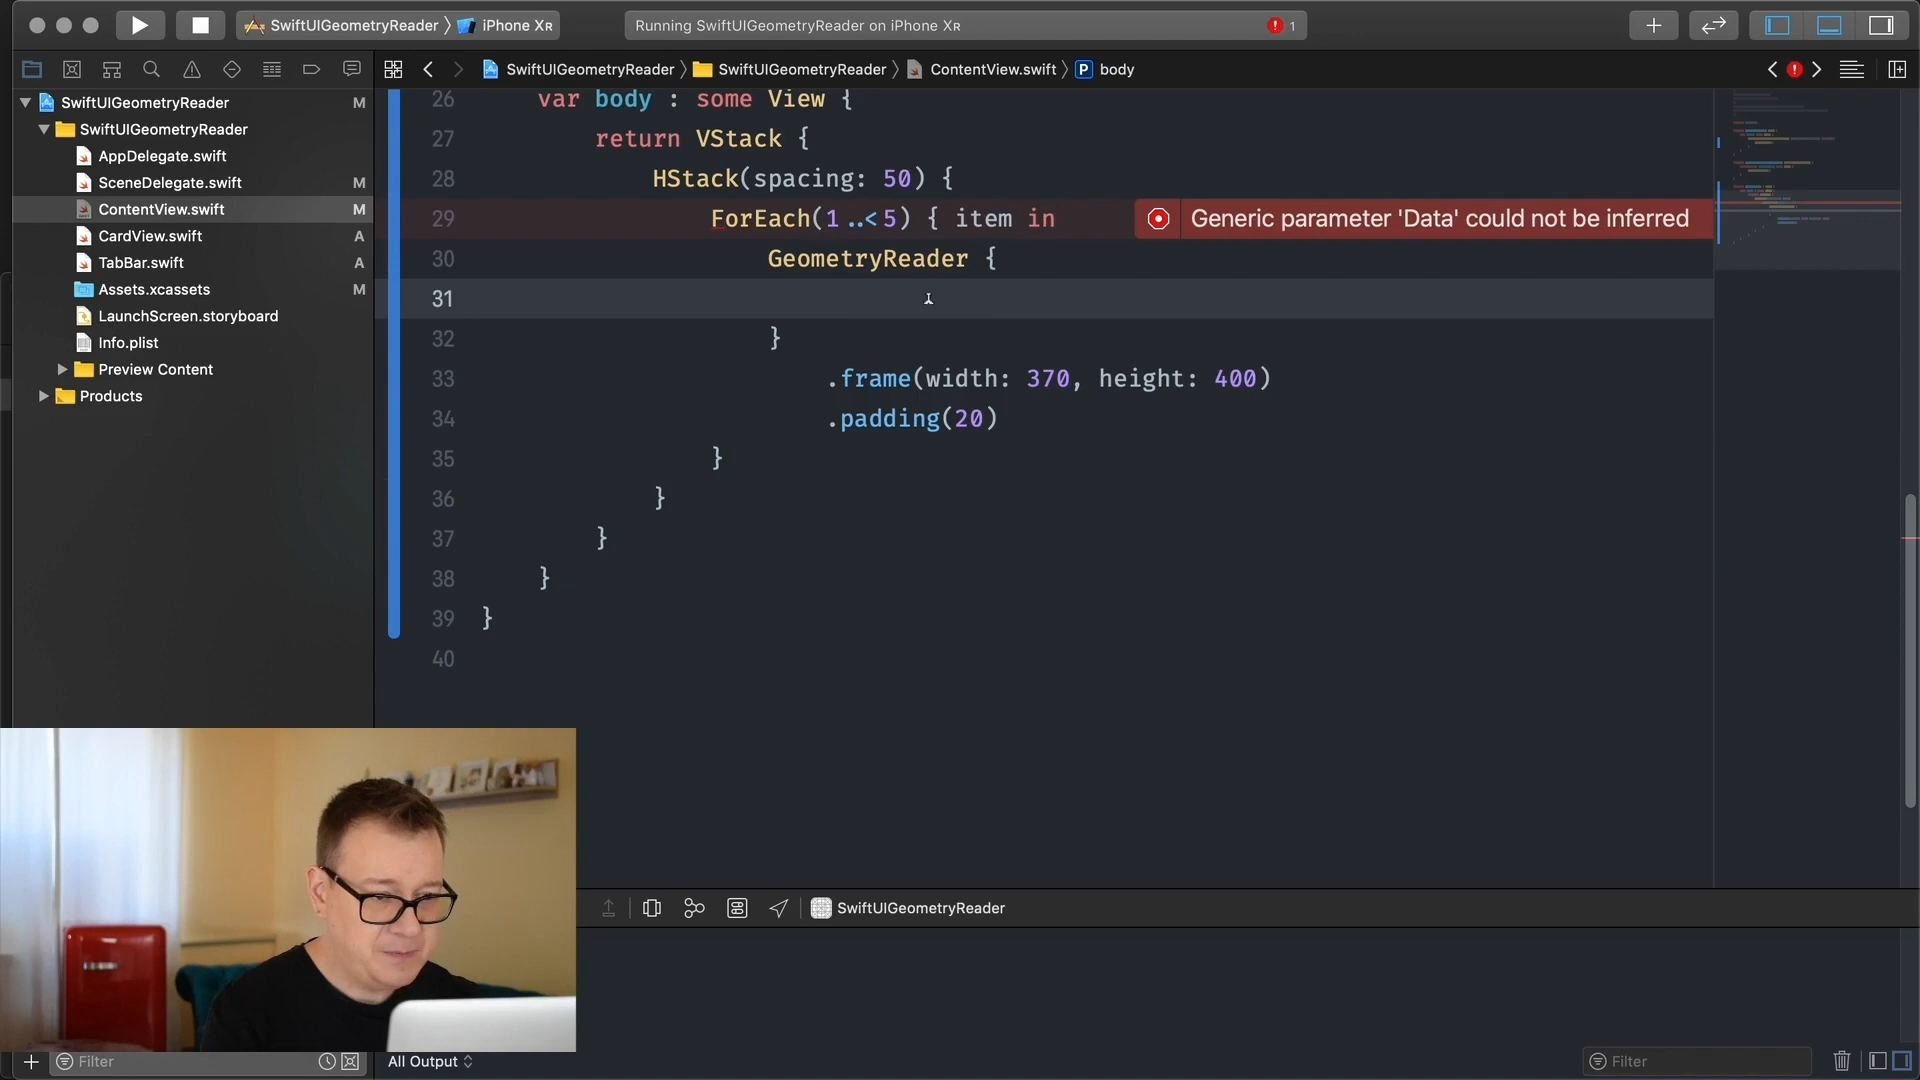 SwiftUIGeometryReader 〉 iPhone Xʀ
Running SwiftUIGeometryReader on iPhone Xʀ
1
SwiftUIGeometryReader 〉 SwiftUIGeometryReader 〉 ContentView.swift 〉 P body
SwiftUIGeometryReader M
SwiftUIGeometryReader
AppDelegate.swift
SceneDelegate.swift M
ContentView.swift M
CardView.swift A
TabBar.swift A
Assets.xcassets M
LaunchScreen.storyboard
Info.plist
Preview Content
Products
26 var body : some View {
27 return VStack {
28 HStack(spacing: 50) {
29 ForEach(1 ..< 5) { item in
Generic parameter 'Data' could not be inferred
30 GeometryReader {
31
32 }
33 .frame(width: 370, height: 400)
34 .padding(20)
35 }
36 }
37 }
38 }
39 }
40
SwiftUIGeometryReader
Filter
All Output
Filter